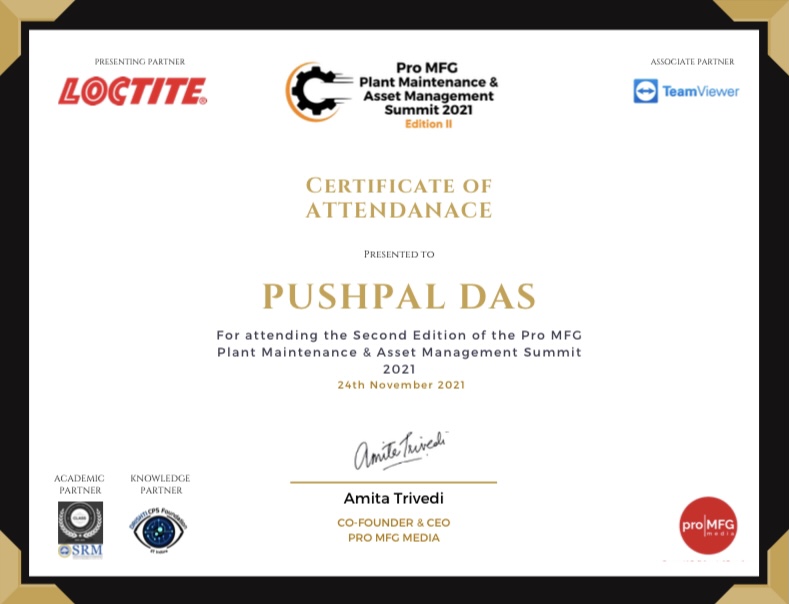 PRESENTING PARTNER
LOCTITE®
Pro MFG
Plant Maintenance &
Asset Management
Summit 2021
Edition II
ASSOCIATE PARTNER
TeamViewer
CERTIFICATE OF
ATTENDANACE
PRESENTED TO
PUSHPAL DAS
For attending the Second Edition of the Pro MFG
Plant Maintenance & Asset Management Summit
2021
24th November 2021
Amita Trivedi
Amita Trivedi
CO-FOUNDER & CEO
PRO MFG MEDIA
ACADEMIC
PARTNER
SRM
KNOWLEDGE
PARTNER
DRISHTI CPS Foundation
pro MFG
media